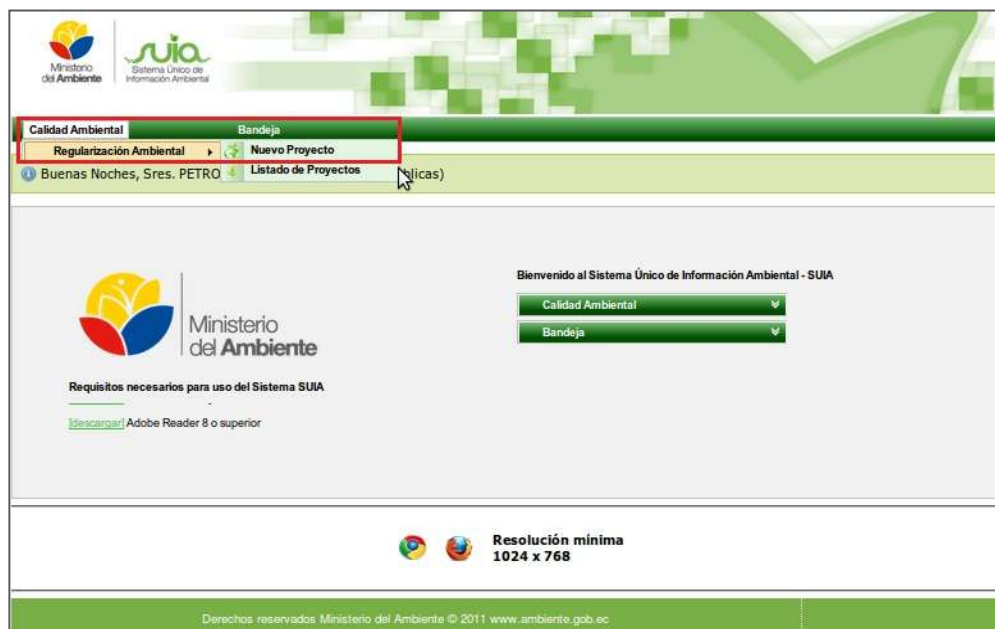 Ministerio
del Ambiente
suia
Sistema Único de
Información Ambiental
Calidad Ambiental Bandeja
Regularización Ambiental Nuevo Proyecto
Listado de Proyectos
Buenas Noches, Sres. PETRO blicas)
Bienvenido al Sistema Único de Información Ambiental - SUIA
Calidad Ambiental
Bandeja
Ministerio
del Ambiente
Requisitos necesarios para uso del Sistema SUIA
[descargar] Adobe Reader 8 o superior
Resolución mínima
1024 x 768
Derechos reservados Ministerio del Ambiente © 2011 www.ambiente.gob.ec